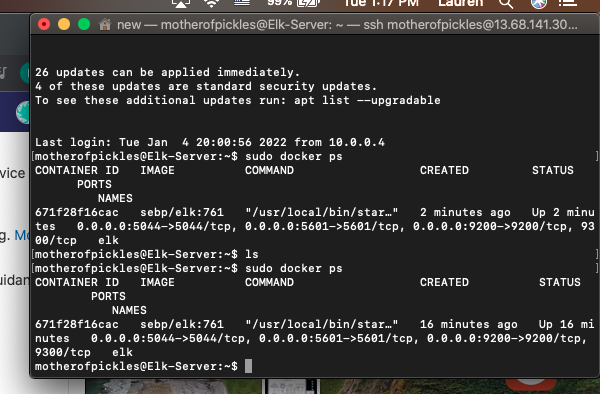 99% Tue 1:17 PM Lauren
new — motherofpickles@Elk-Server: ~ — ssh motherofpickles@13.68.141.30...
26 updates can be applied immediately.
4 of these updates are standard security updates.
To see these additional updates run: apt list --upgradable
Last login: Tue Jan  4 20:00:56 2022 from 10.0.0.4
[motherofpickles@Elk-Server:~$ sudo docker ps ]
CONTAINER ID   IMAGE          COMMAND                  CREATED         STATUS
      PORTS
         NAMES
671f28f16cac   sebp/elk:761   "/usr/local/bin/star…"   2 minutes ago   Up 2 minu
tes   0.0.0.0:5044->5044/tcp, 0.0.0.0:5601->5601/tcp, 0.0.0.0:9200->9200/tcp, 93
00/tcp   elk
[motherofpickles@Elk-Server:~$ ls ]
[motherofpickles@Elk-Server:~$ sudo docker ps ]
CONTAINER ID   IMAGE          COMMAND                  CREATED          STATUS
        PORTS
           NAMES
671f28f16cac   sebp/elk:761   "/usr/local/bin/star…"   16 minutes ago   Up 16 mi
nutes   0.0.0.0:5044->5044/tcp, 0.0.0.0:5601->5601/tcp, 0.0.0.0:9200->9200/tcp,
9300/tcp   elk
motherofpickles@Elk-Server:~$